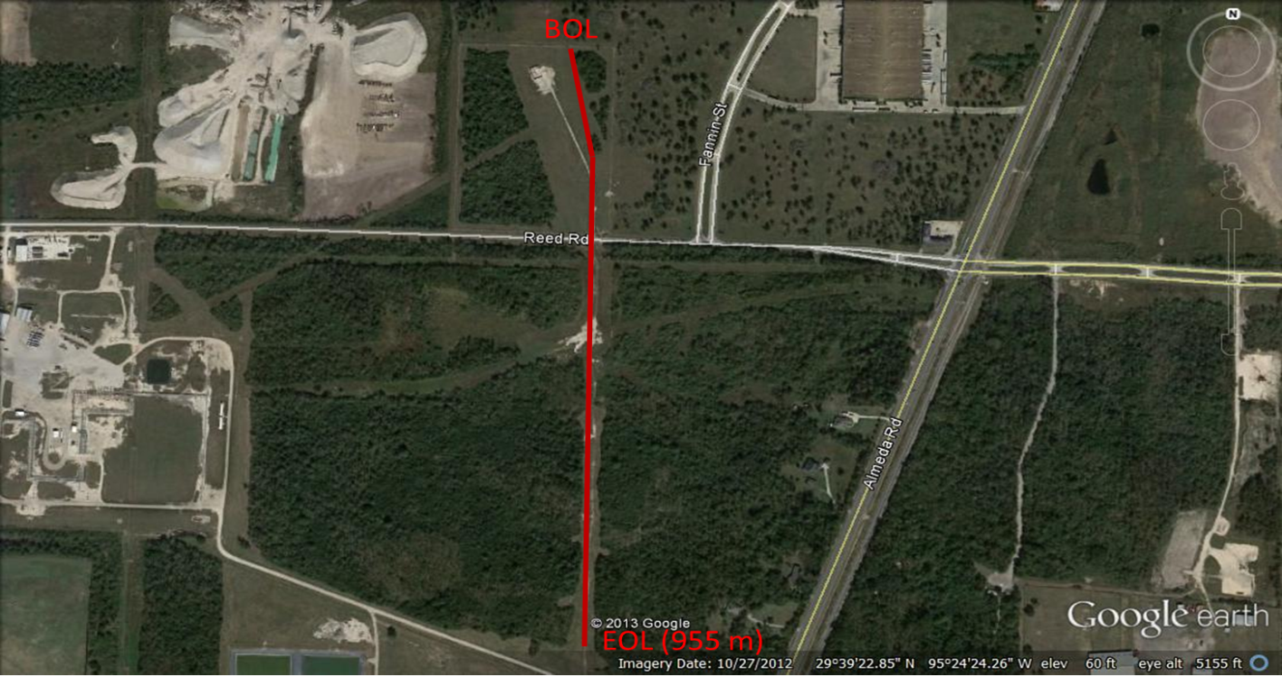 N
BOL
Fannin St
Reed Rd
Almeda Rd
© 2013 Google
Google earth
EOL (955 m)
Imagery Date: 10/27/2012 29°39'22.85" N 95°24'24.26" W elev 60 ft eye alt 5155 ft